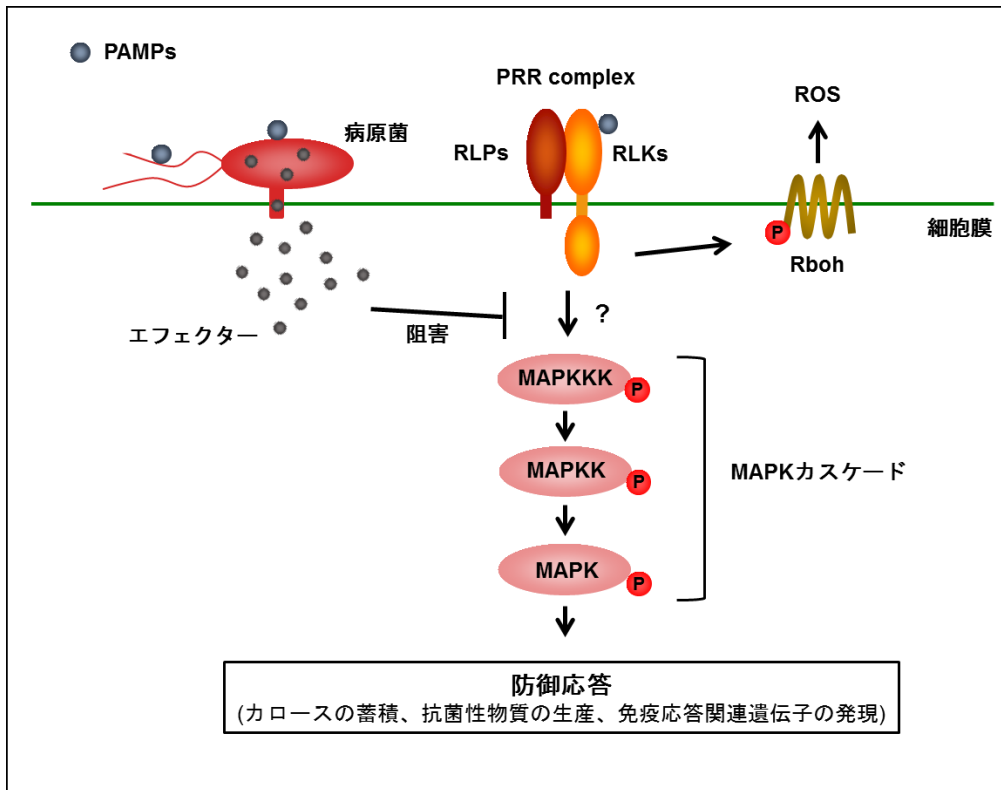 PAMPs
病原菌
PRR complex
RLPs
RLKs
ROS
細胞膜
P
Rboh
エフェクター
阻害
?
MAPKKK
P
MAPKK
P
MAPK
P
MAPKカスケード
防御応答
(カロースの蓄積、抗菌性物質の生産、免疫応答関連遺伝子の発現)